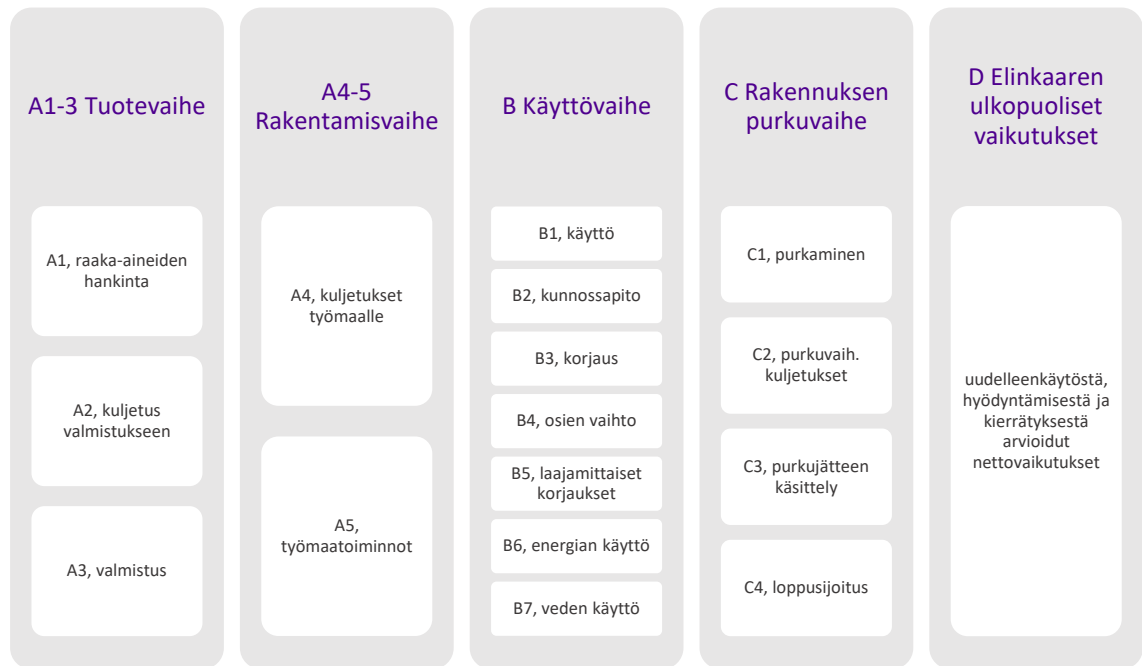 A1-3 Tuotevaihe
A1, raaka-aineiden
hankinta
A2, kuljetus
valmistukseen
A3, valmistus
A4-5
Rakentamisvaihe
A4, kuljetukset
työmaalle
A5,
työmaatoiminnot
B Käyttövaihe
B1, käyttö
B2, kunnossapito
B3, korjaus
B4, osien vaihto
B5, laajamittaiset
korjaukset
B6, energian käyttö
B7, veden käyttö
C Rakennuksen
purkuvaihe
C1, purkaminen
C2, purkuvaih.
kuljetukset
C3, purkujätteen
käsittely
C4, loppusijoitus
D Elinkaaren
ulkopuoliset
vaikutukset
uudelleenkäytöstä,
hyödyntämisestä ja
kierrätyksestä
arvioidut
nettovaikutukset